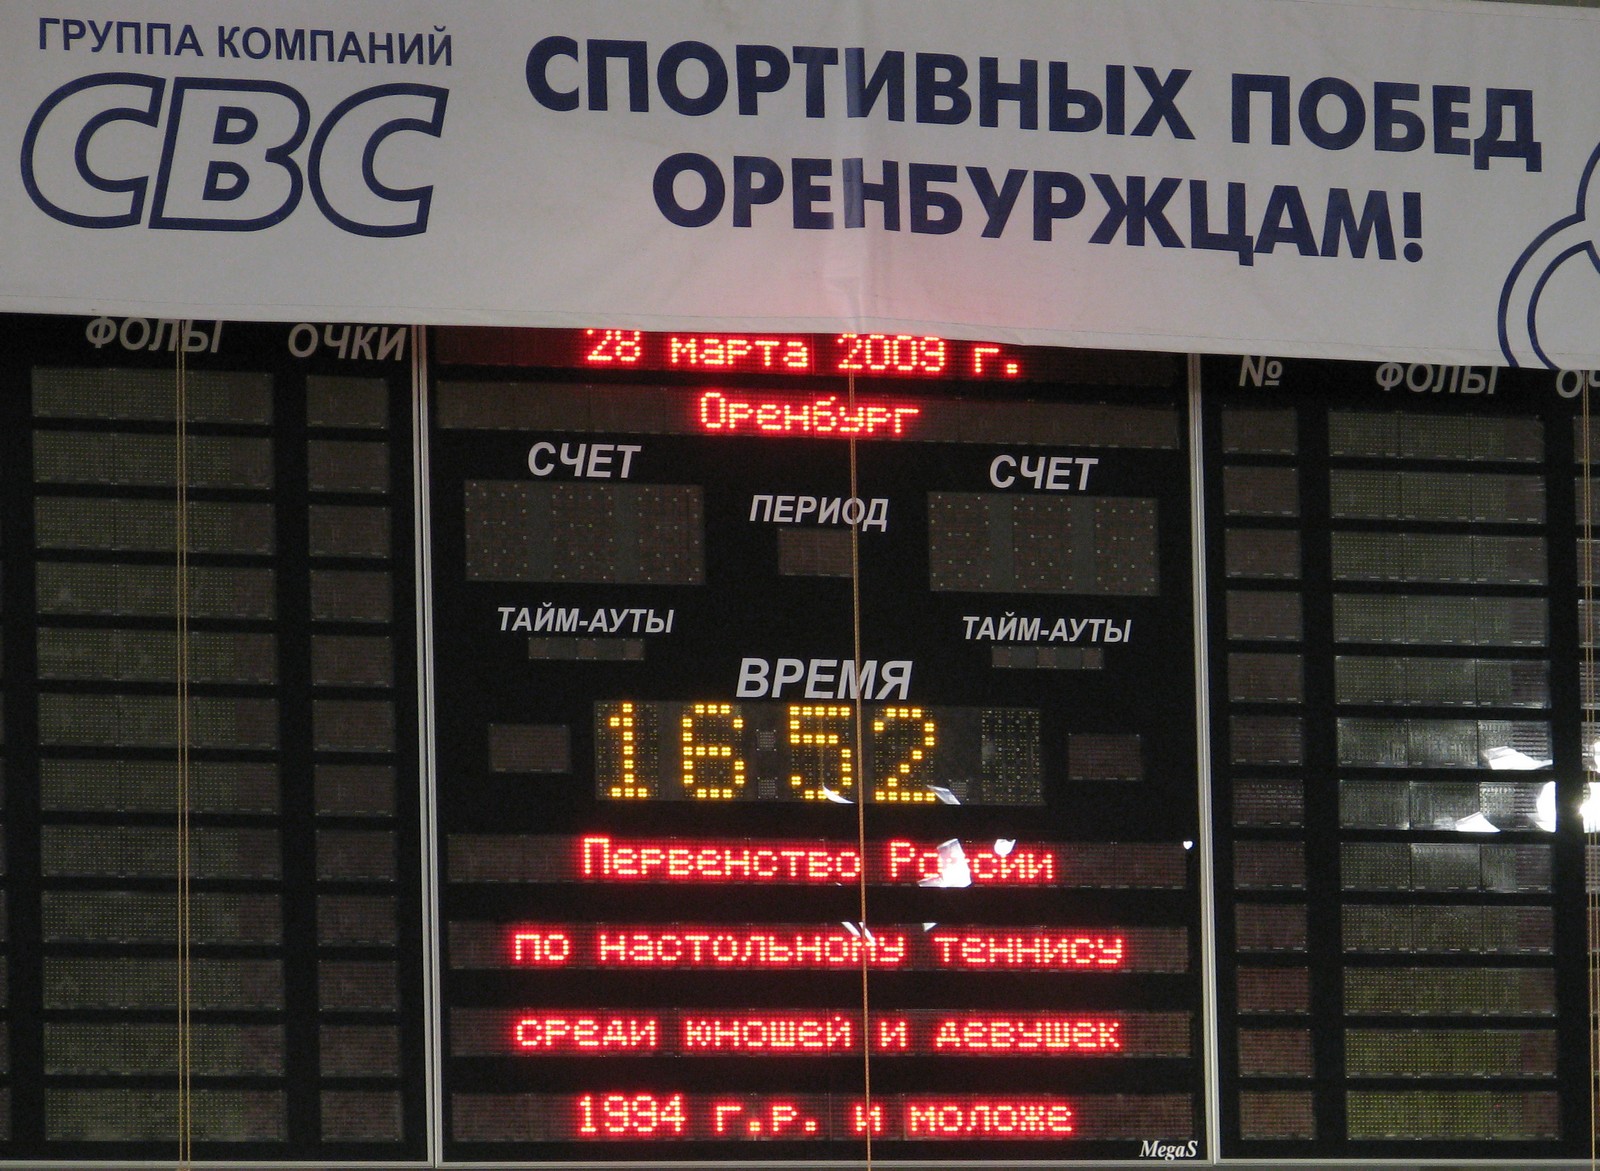 ГРУППА КОМПАНИЙ
СВС
СПОРТИВНЫХ ПОБЕД
ОРЕНБУРЖЦАМ!
ФОЛЫ ОЧКИ
28 марта 2009 г.
№ ФОЛЫ
Оренбург
СЧЕТ СЧЕТ
ПЕРИОД
ТАЙМ-АУТЫ ТАЙМ-АУТЫ
ВРЕМЯ
16 52
Первенство России
по настольному теннису
среди юношей и девушек
1994 г.р. и моложе
MegaS